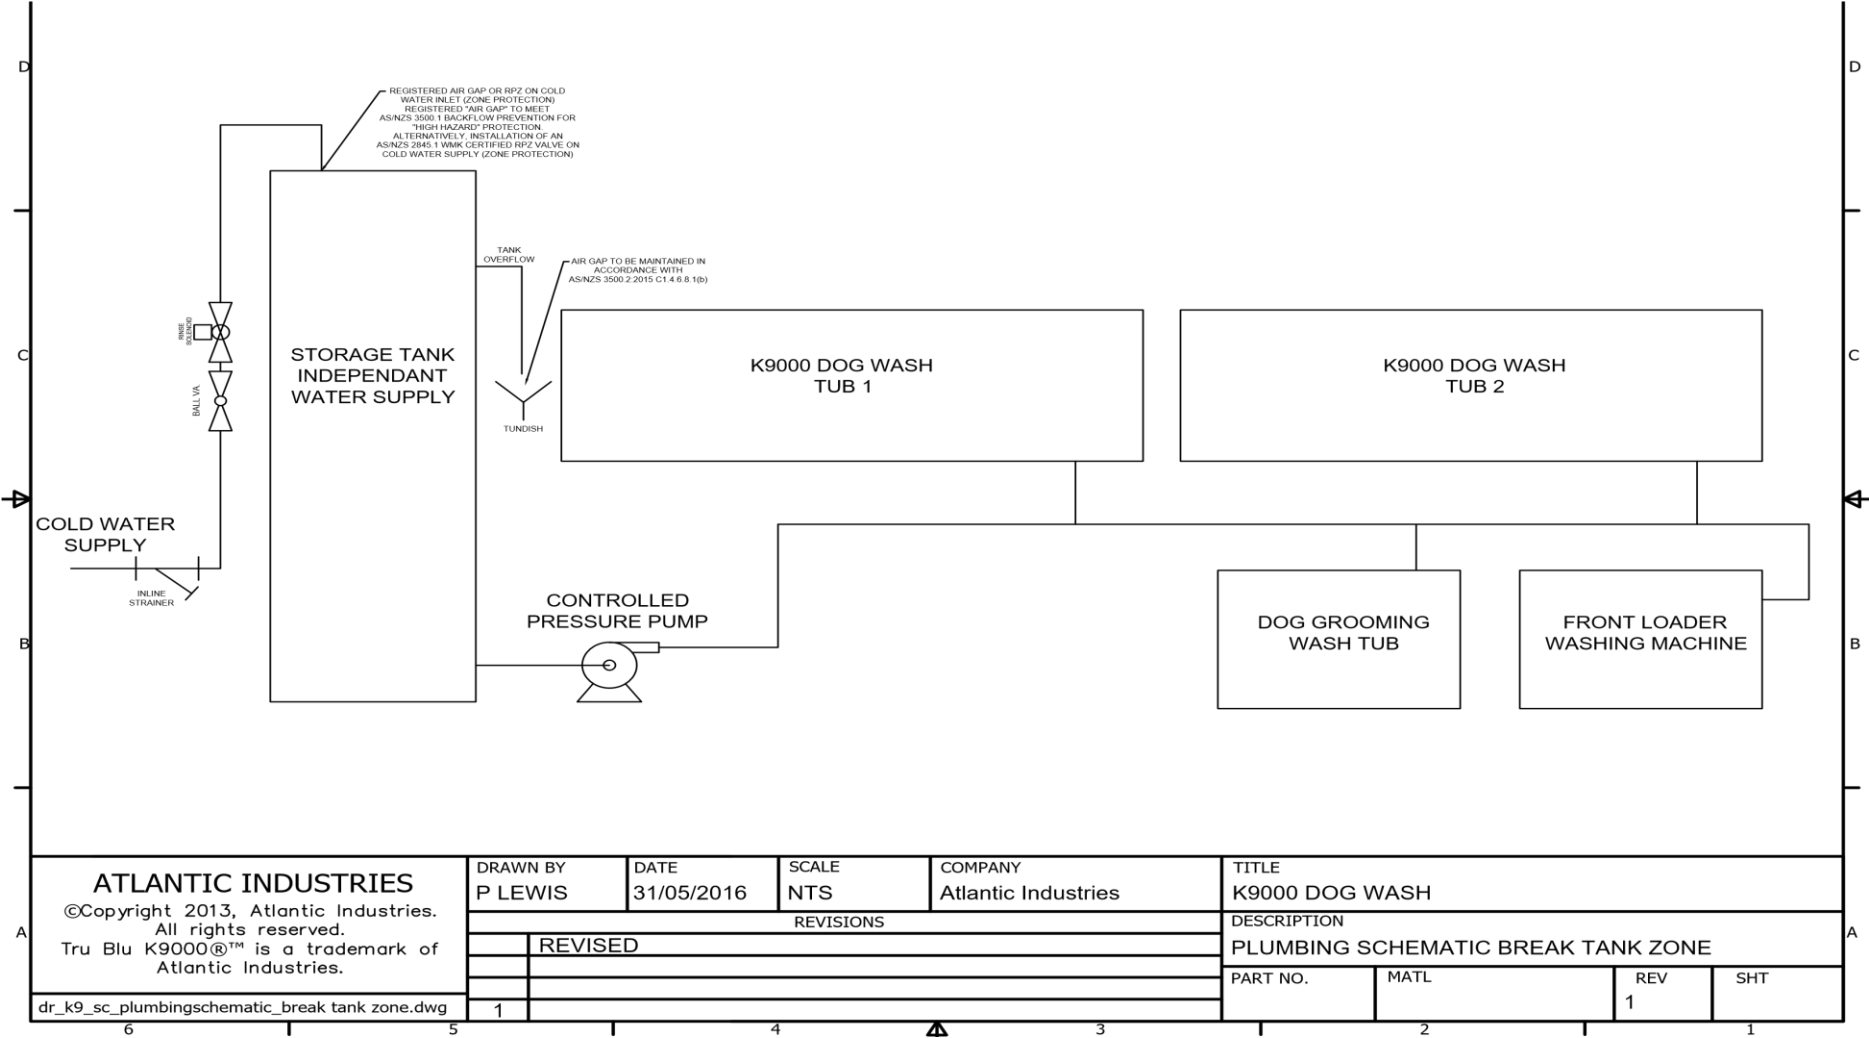 D
D
REGISTERED AIR GAP OR RPZ ON COLD
WATER INLET (ZONE PROTECTION)
REGISTERED "AIR GAP" TO MEET
AS/NZS 3500.1 BACKFLOW PREVENTION FOR
"HIGH HAZARD" PROTECTION.
ALTERNATIVELY, INSTALLATION OF AN
AS/NZS 2845.1 WMK CERTIFIED RPZ VALVE ON
COLD WATER SUPPLY (ZONE PROTECTION)
TANK
OVERFLOW
AIR GAP TO BE MAINTAINED IN
ACCORDANCE WITH
AS/NZS 3500.2:2015 C1.4.6.8.1(b)
RINSE
SOLENOID
C
C
STORAGE TANK
INDEPENDANT
WATER SUPPLY
K9000 DOG WASH
TUB 1
K9000 DOG WASH
TUB 2
BALL VA.
TUNDISH
COLD WATER
SUPPLY
INLINE
STRAINER
CONTROLLED
PRESSURE PUMP
DOG GROOMING
WASH TUB
FRONT LOADER
WASHING MACHINE
B
B
ATLANTIC INDUSTRIES
©Copyright 2013, Atlantic Industries.
All rights reserved.
Tru Blu K9000®™ is a trademark of
Atlantic Industries.
dr_k9_sc_plumbingschematic_break tank zone.dwg
DRAWN BY
P LEWIS
DATE
31/05/2016
SCALE
NTS
COMPANY
Atlantic Industries
TITLE
K9000 DOG WASH
REVISIONS
REVISED
1
DESCRIPTION
PLUMBING SCHEMATIC BREAK TANK ZONE
PART NO.
MATL
REV
1
SHT
A
A
6
5
4
3
2
1